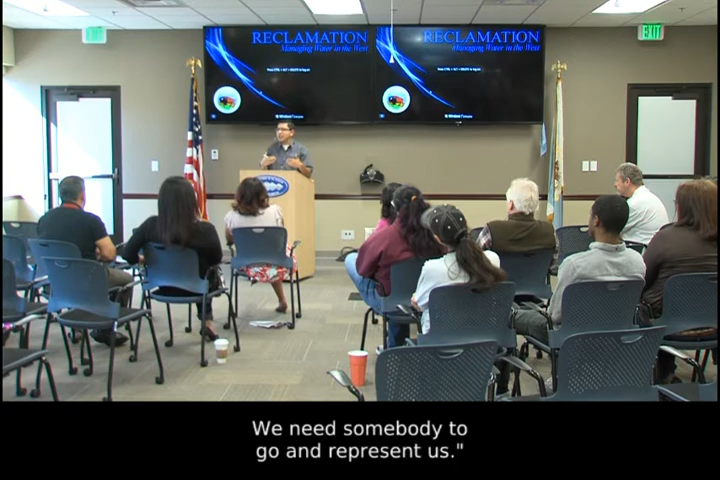 RECLAMATION
Managing Water in the West
RECLAMATION
Managing Water in the West
EXIT
We need somebody to
go and represent us."